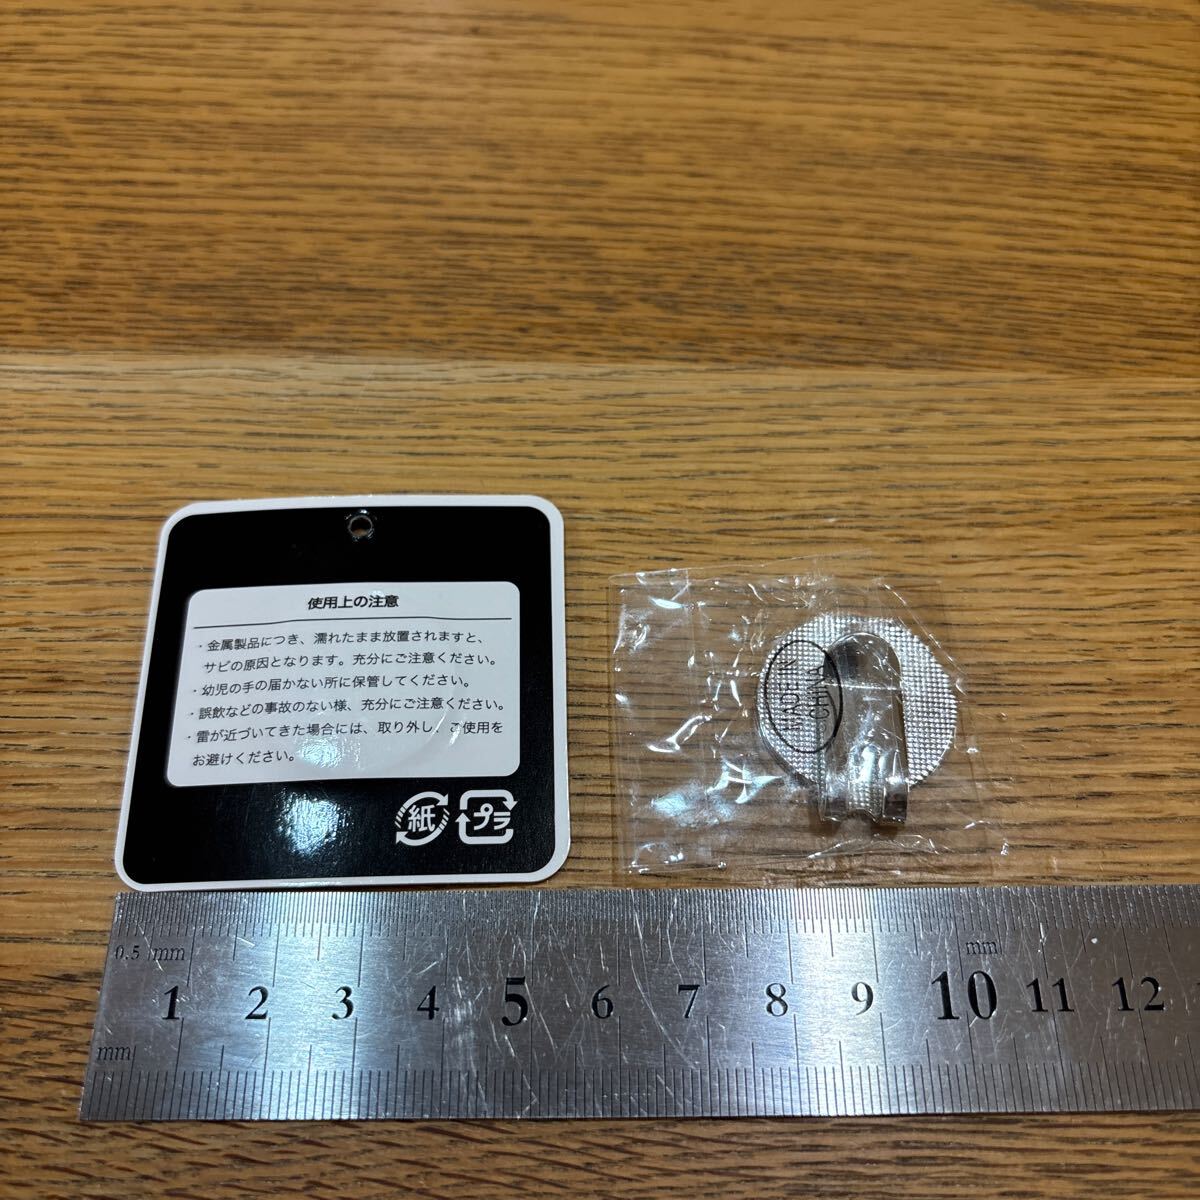 使用上の注意
・金属製品につき、濡れたまま放置されますと、
サビの原因となります。充分にご注意ください。
・幼児の手の届かない所に保管してください。
・誤飲などの事故のない様、充分にご注意ください。
・雷が近づいてきた場合には、取り外し、ご使用を
お避けください。
紙
プラ
MADE IN
CHINA
0.5 mm
mm
1 2 3 4 5 6 7 8 9 10 11 12
mm